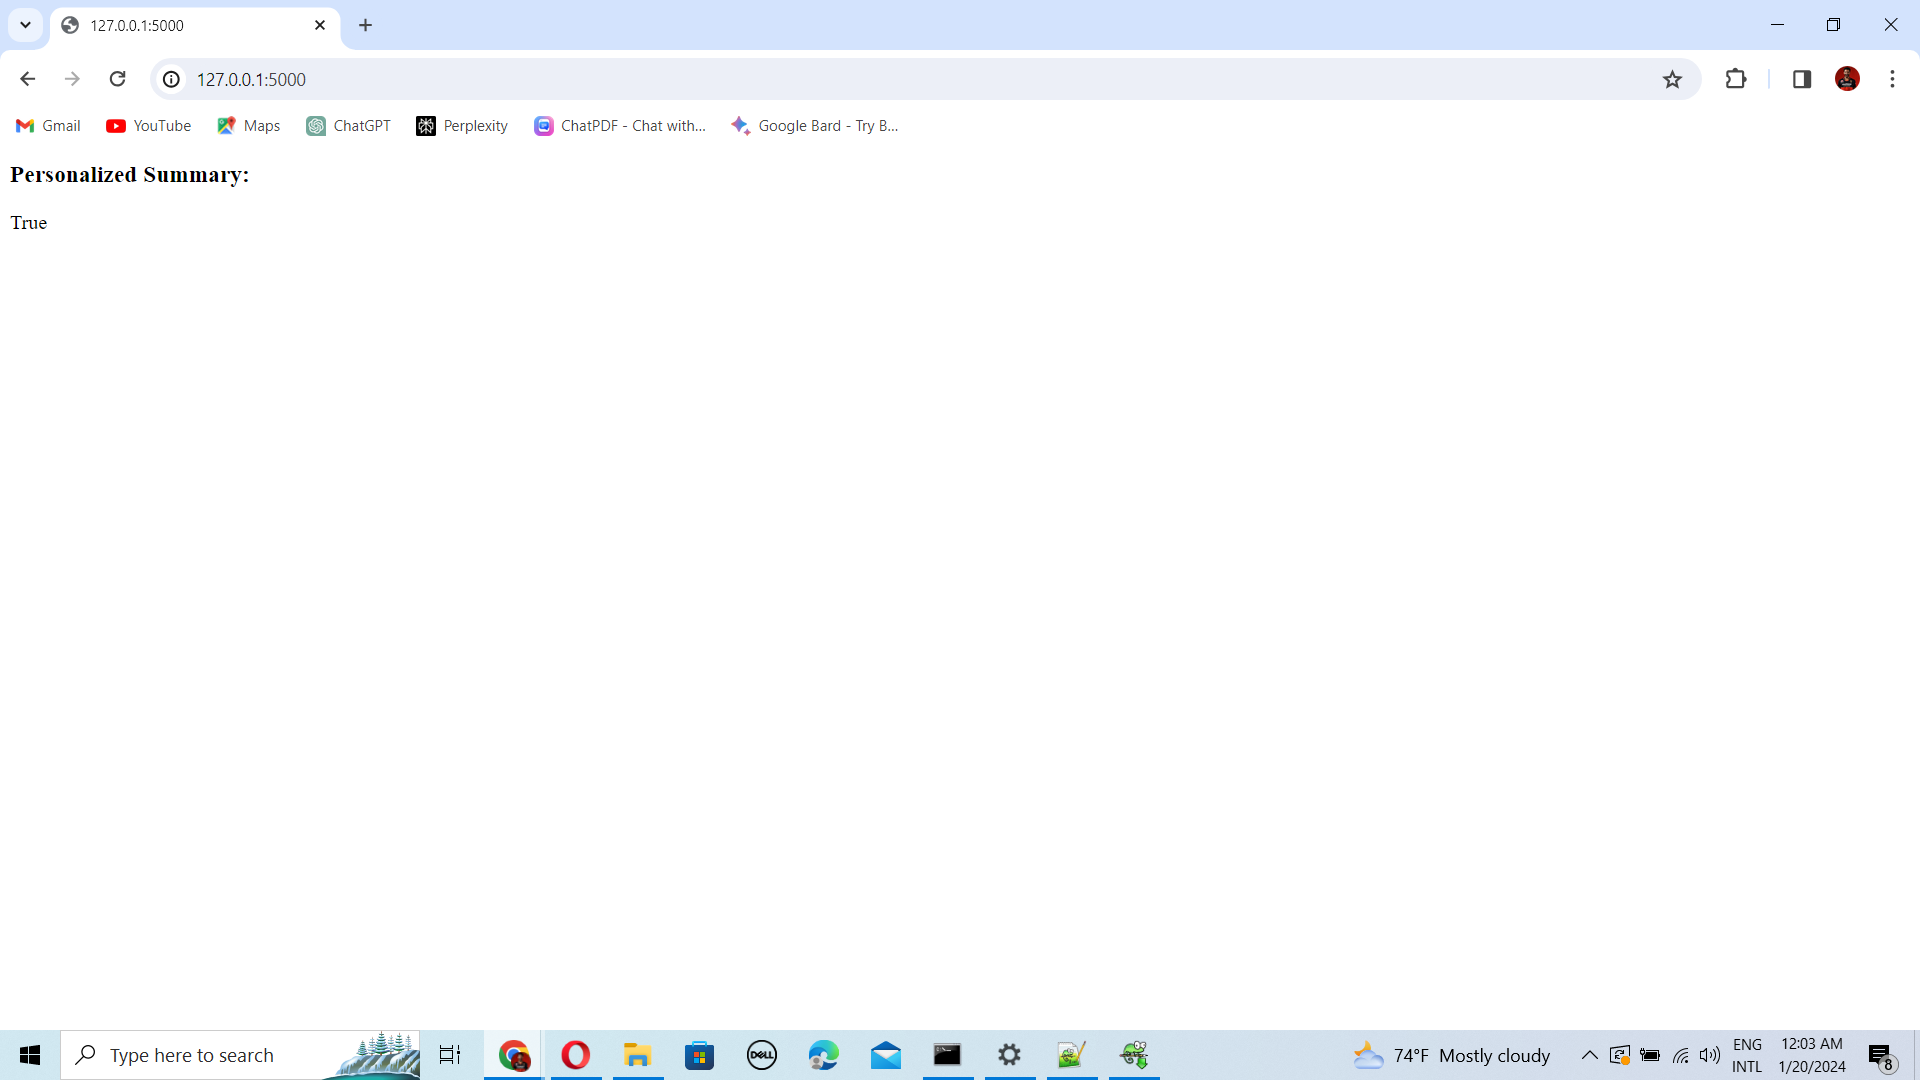 127.0.0.1:5000
127.0.0.1:5000
Gmail YouTube Maps ChatGPT Perplexity ChatPDF - Chat with... Google Bard - Try B...
Personalized Summary:
True
Type here to search
DELL
74°F Mostly cloudy
ENG
INTL
12:03 AM
1/20/2024
8